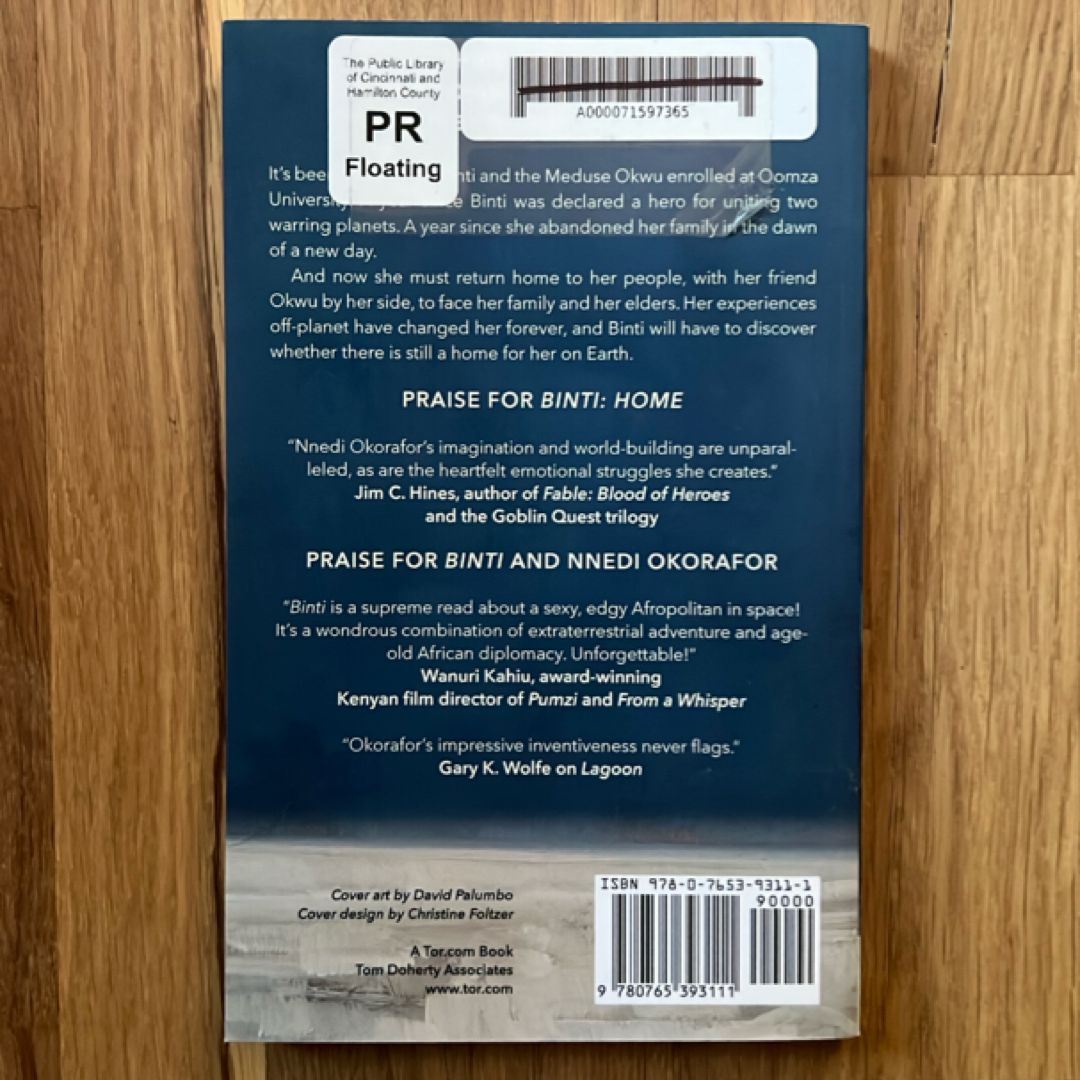 The Public Library
of Cincinnati and
Hamilton County
PR
Floating
A000071597365
It's bee nti and the Meduse Okwu enrolled at Oomza
Universi Binti was declared a hero for uniting two
warring planets. A year since she abandoned her family in the dawn
of a new day.
And now she must return home to her people, with her friend
Okwu by her side, to face her family and her elders. Her experiences
off-planet have changed her forever, and Binti will have to discover
whether there is still a home for her on Earth.
PRAISE FOR BINTI: HOME
"Nnedi Okorafor's imagination and world-building are unparal-
leled, as are the heartfelt emotional struggles she creates."
Jim C. Hines, author of Fable: Blood of Heroes
and the Goblin Quest trilogy
PRAISE FOR BINTI AND NNEDI OKORAFOR
"Binti is a supreme read about a sexy, edgy Afropolitan in space!
It's a wondrous combination of extraterrestrial adventure and age-
old African diplomacy. Unforgettable!"
Wanuri Kahiu, award-winning
Kenyan film director of Pumzi and From a Whisper
"Okorafor's impressive inventiveness never flags."
Gary K. Wolfe on Lagoon
Cover art by David Palumbo
Cover design by Christine Foltzer
A Tor.com Book
Tom Doherty Associates
www.tor.com
ISBN 978-0-7653-9311-1
90000
9 780765 393111